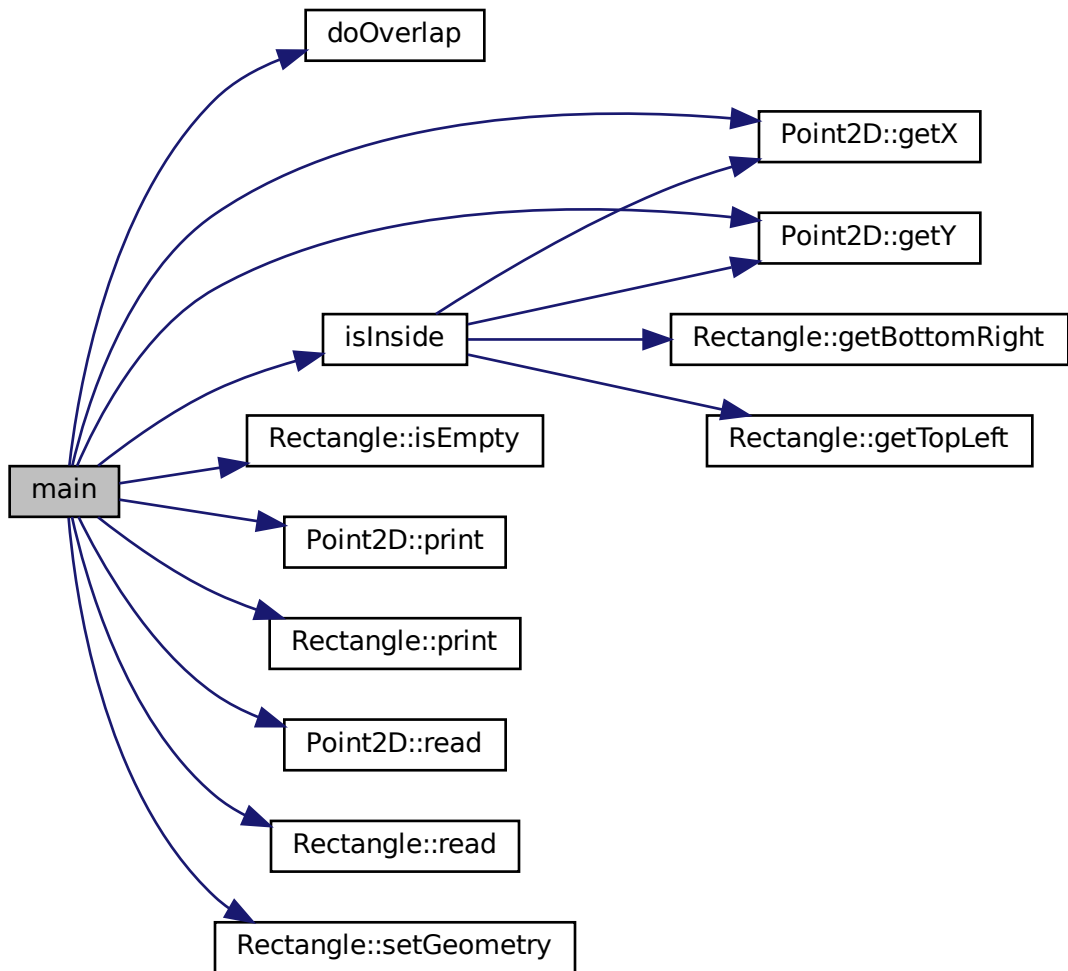 doOverlap
Point2D::getX
Point2D::getY
isInside
Rectangle::getBottomRight
Rectangle::isEmpty
Rectangle::getTopLeft
main
Point2D::print
Rectangle::print
Point2D::read
Rectangle::read
Rectangle::setGeometry